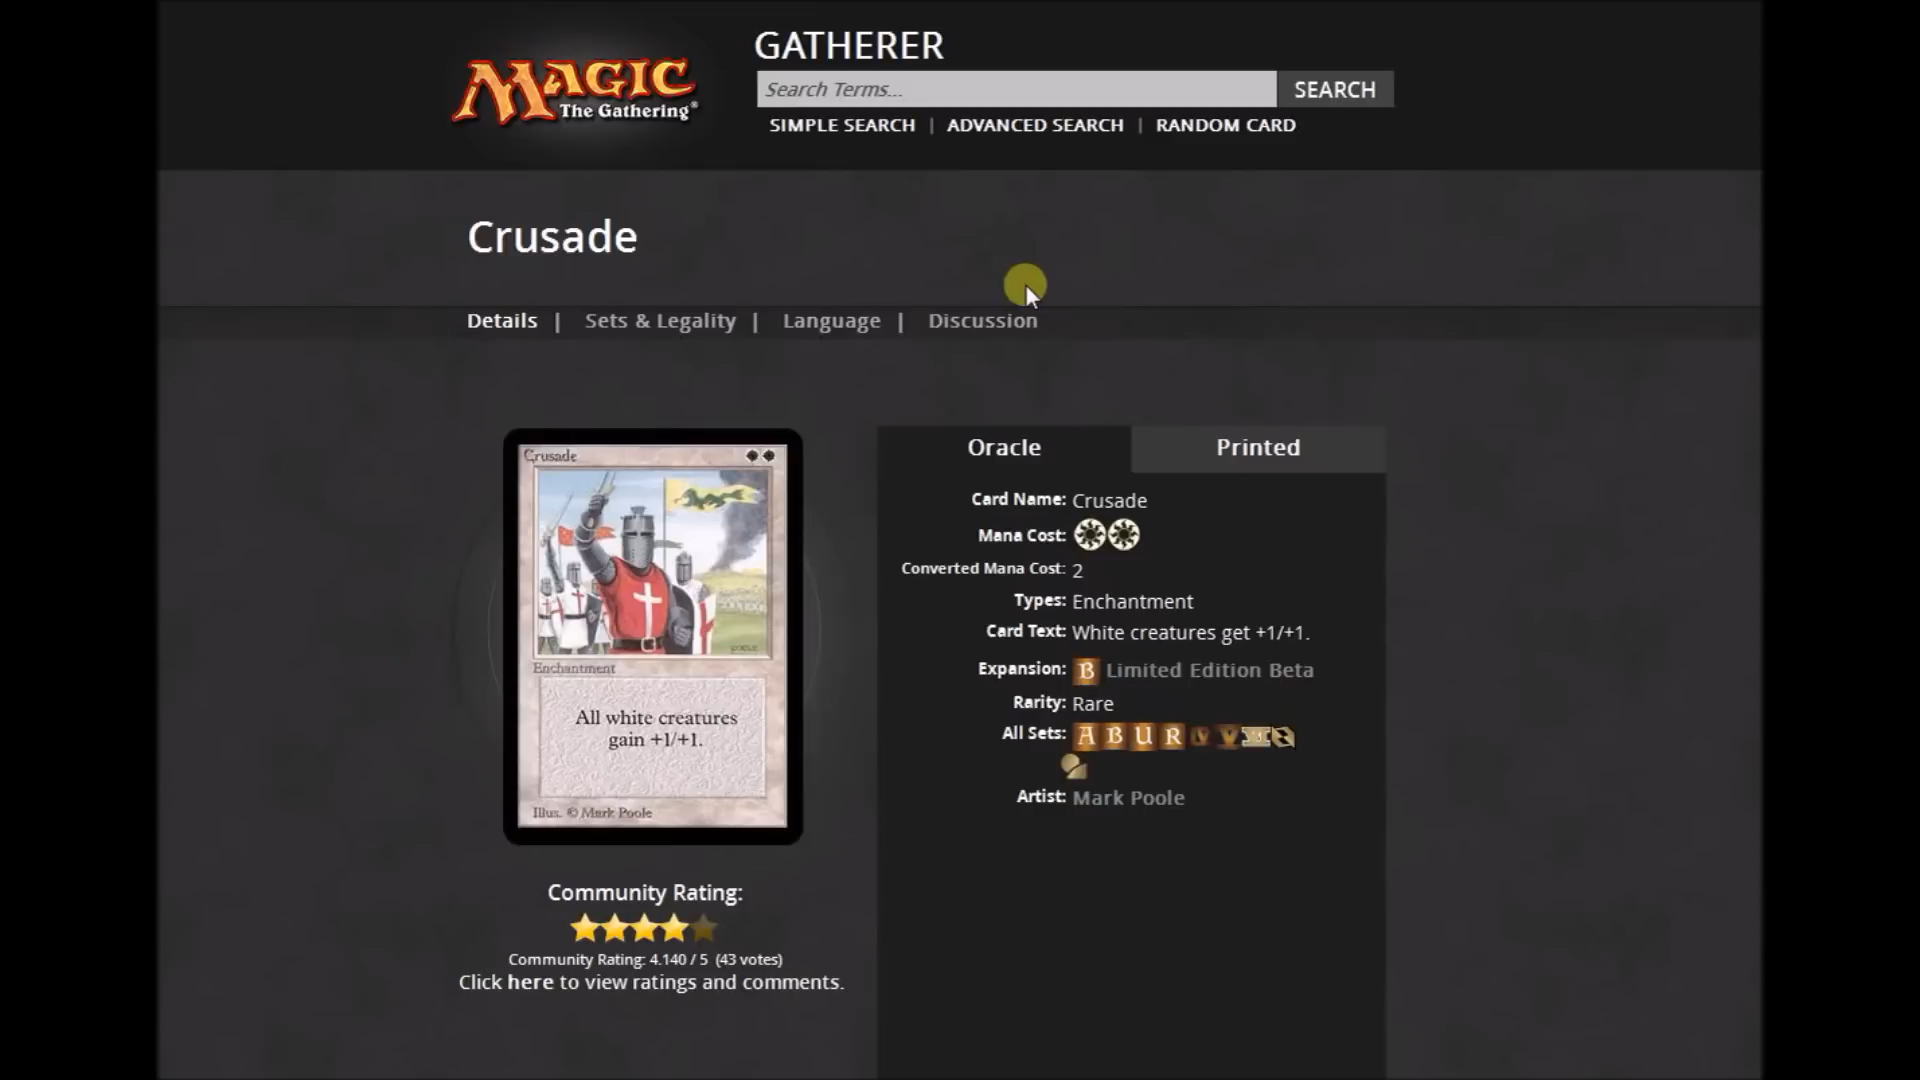 MAGIC
The Gathering®
GATHERER
Search Terms...
SEARCH
SIMPLE SEARCH | ADVANCED SEARCH | RANDOM CARD
Crusade
Details | Sets & Legality | Language | Discussion
Crusade
Enchantment
All white creatures
gain +1/+1.
Illus. © Mark Poole
Community Rating:
Community Rating: 4.140 / 5 (43 votes)
Click here to view ratings and comments.
Oracle
Printed
Card Name: Crusade
Mana Cost:
Converted Mana Cost: 2
Types: Enchantment
Card Text: White creatures get +1/+1.
Expansion: B Limited Edition Beta
Rarity: Rare
All Sets: A B U R
Artist: Mark Poole